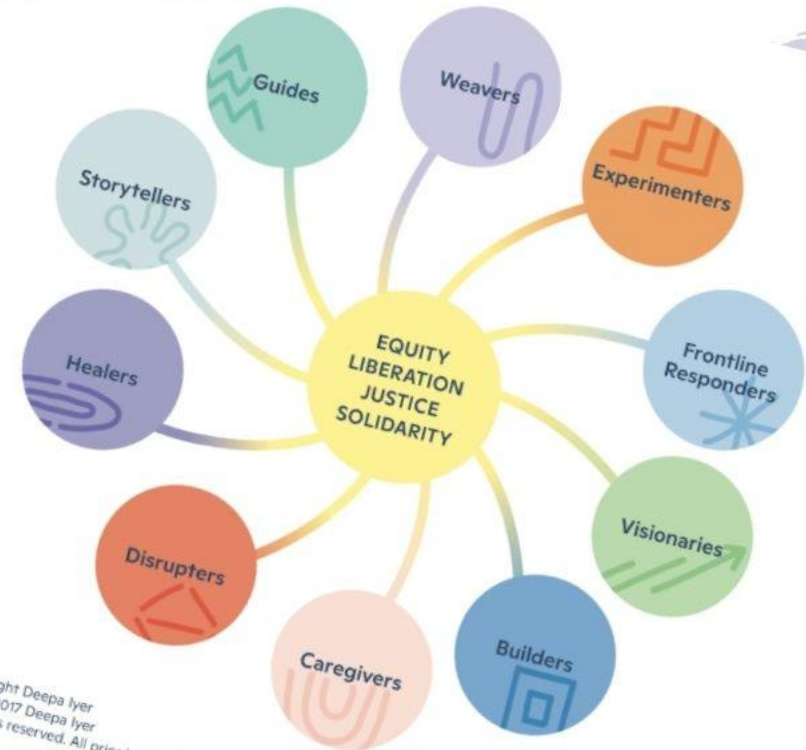 Guides
Weavers
Experimenters
Storytellers
Frontline
Responders
Healers
EQUITY
LIBERATION
JUSTICE
SOLIDARITY
Visionaries
Disrupters
Builders
Caregivers
Deepa Iyer
2017 Deepa Iyer
reserved. All